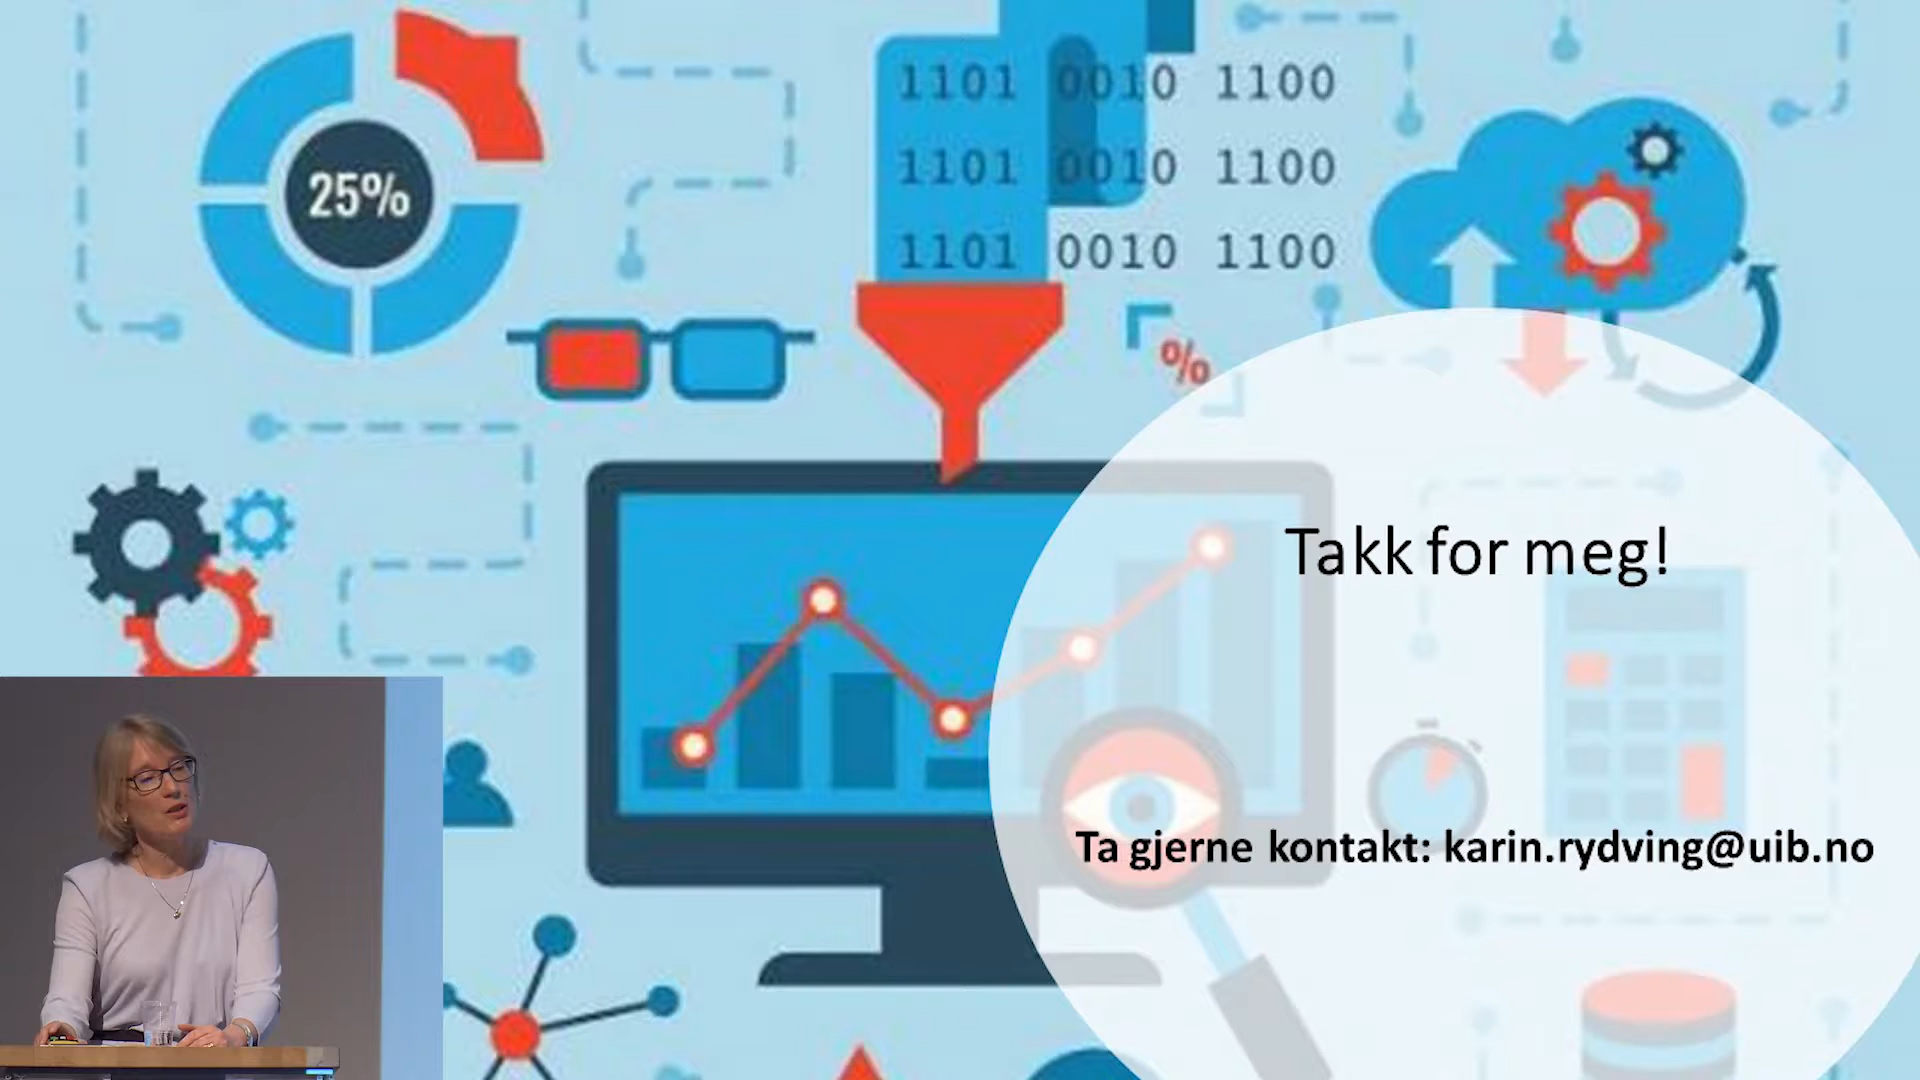 1101 0010 1100
1101 0010 1100
1101 0010 1100
25%
%
Takk for meg!
Ta gjerne kontakt: karin.rydving@uib.no